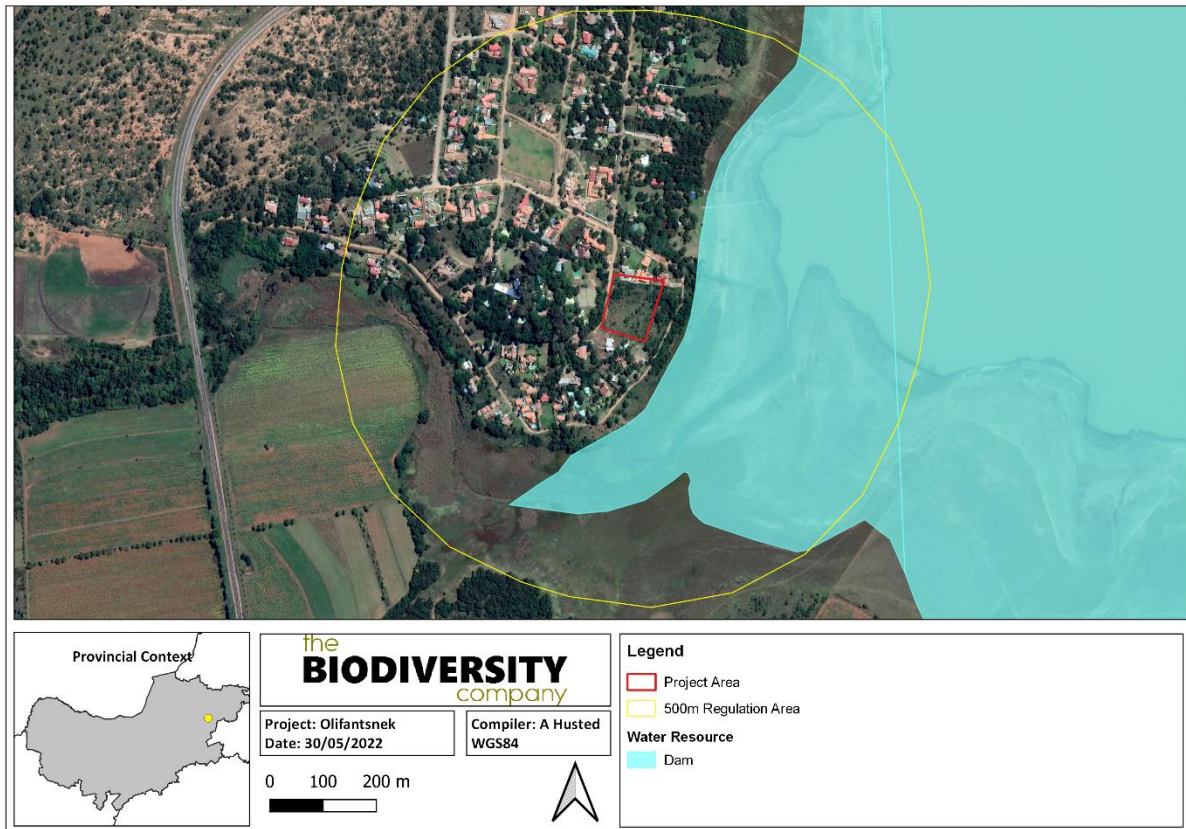 Provincial Context
the
BIODIVERSITY
company
Project: Olifantsnek
Date: 30/05/2022
Compiler: A Husted
WGS84
0 100 200 m
Legend
Project Area
500m Regulation Area
Water Resource
Dam